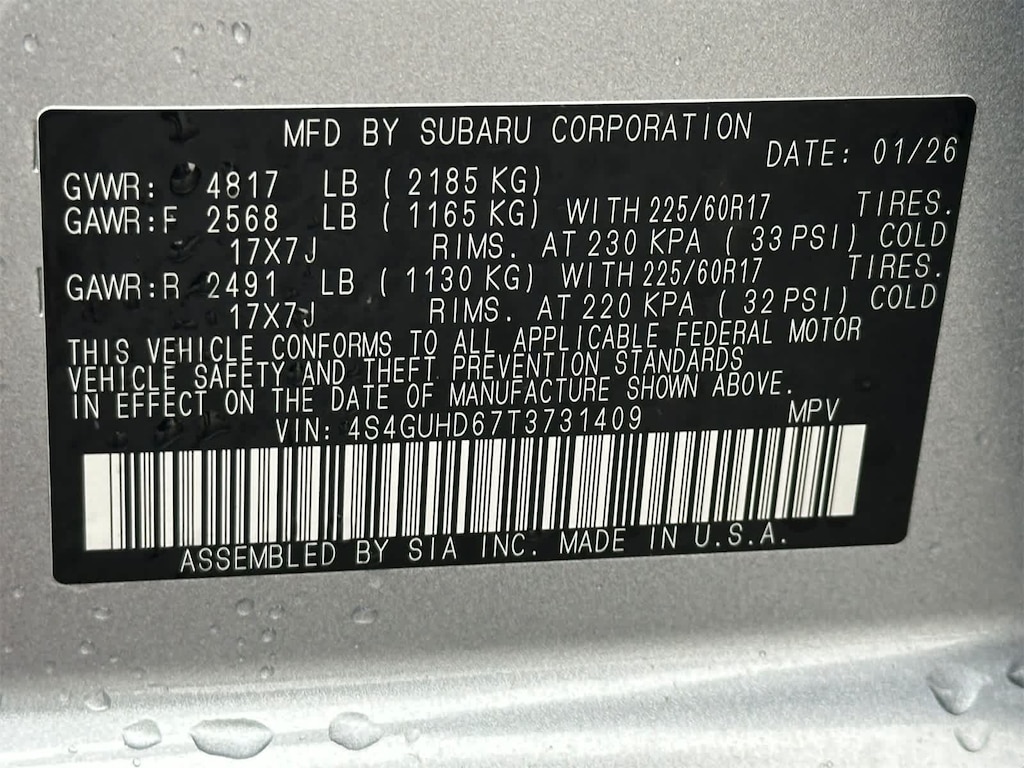 MFD BY SUBARU CORPORATION
DATE: 01/26
GVWR: 4817 LB ( 2185 KG)
GAWR:F 2568 LB ( 1165 KG) WITH 225/60R17 TIRES.
17X7J RIMS. AT 230 KPA ( 33 PSI) COLD
GAWR:R 2491 LB ( 1130 KG) WITH 225/60R17 TIRES.
17X7J RIMS. AT 220 KPA ( 32 PSI) COLD
THIS VEHICLE CONFORMS TO ALL APPLICABLE FEDERAL MOTOR
VEHICLE SAFETY AND THEFT PREVENTION STANDARDS
IN EFFECT ON THE DATE OF MANUFACTURE SHOWN ABOVE.
VIN: 4S4GUHD67T3731409 MPV
ASSEMBLED BY SIA INC. MADE IN U.S.A.